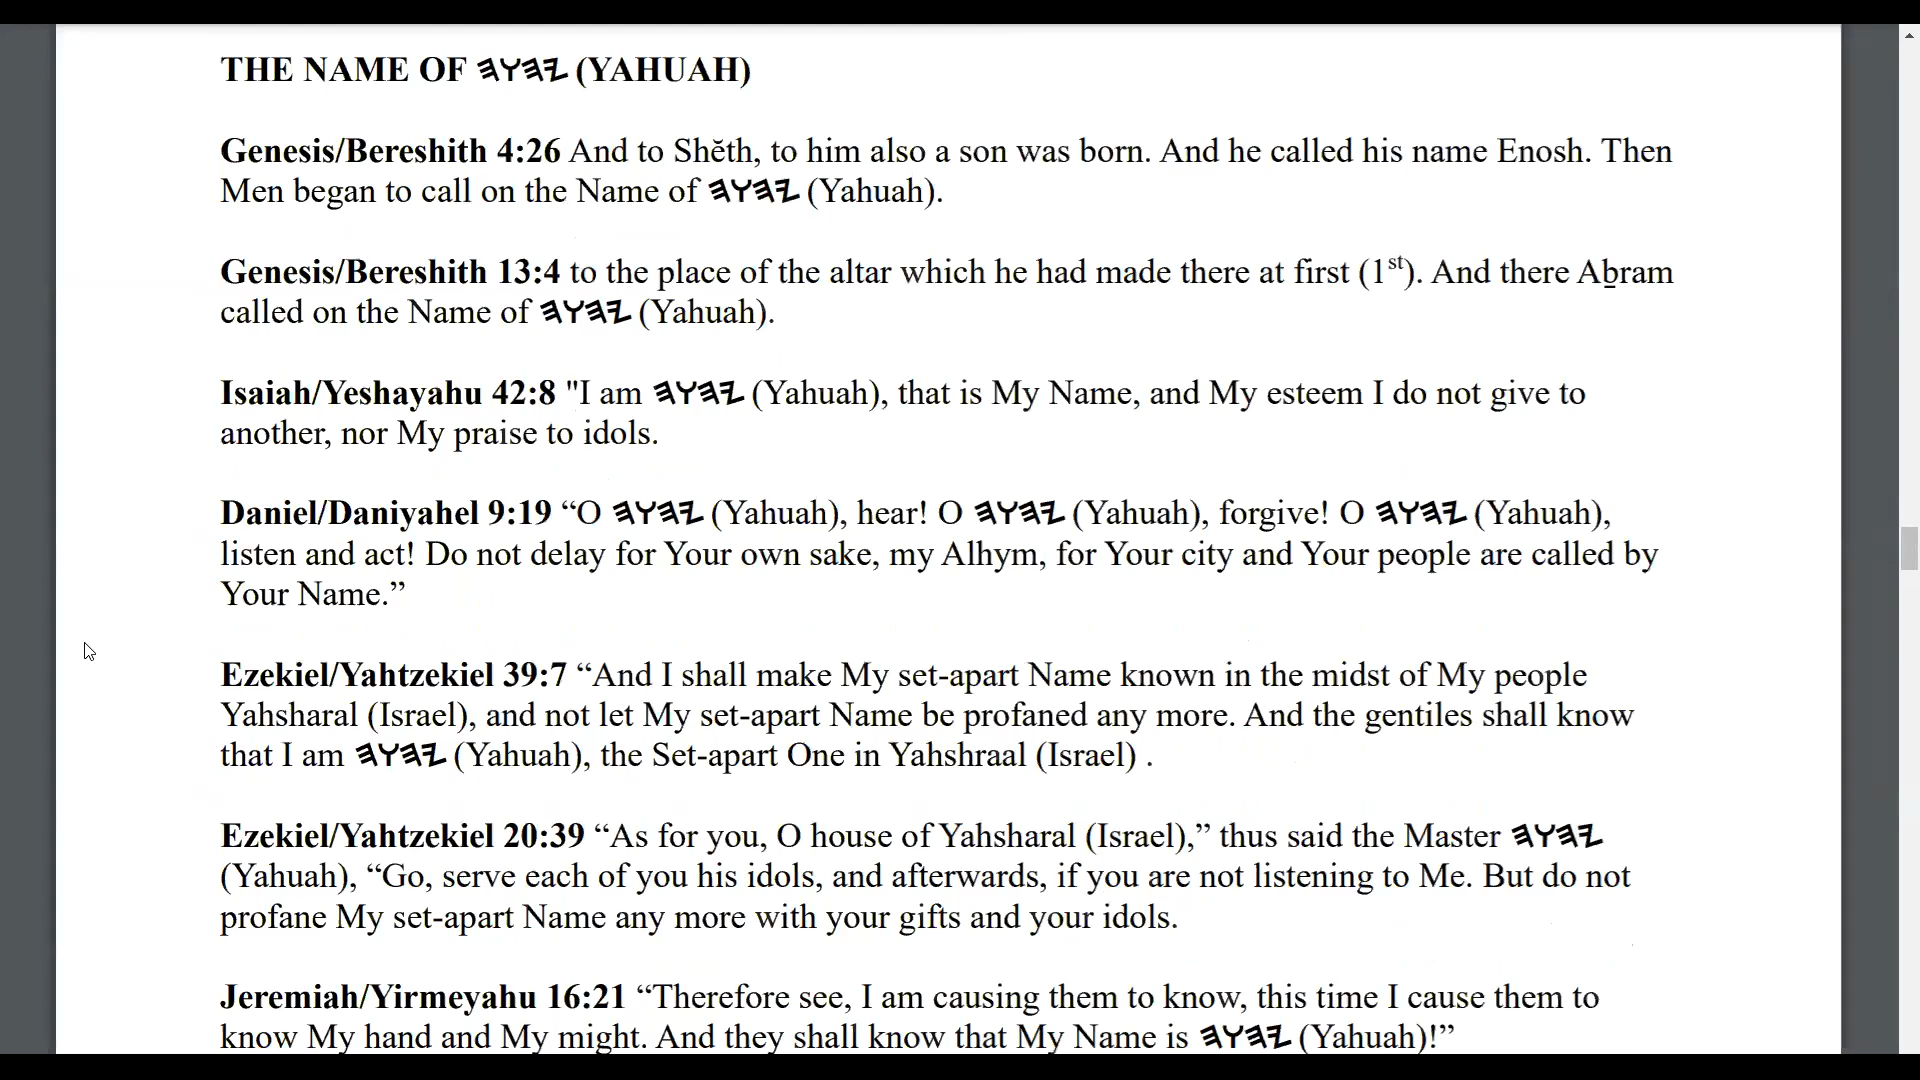 THE NAME OF 𐤉𐤄𐤅𐤄 (YAHUAH)
Genesis/Bereshith 4:26 And to Shĕth, to him also a son was born. And he called his name Enosh. Then
Men began to call on the Name of 𐤉𐤄𐤅𐤄 (Yahuah).
Genesis/Bereshith 13:4 to the place of the altar which he had made there at first (1st). And there Aḇram
called on the Name of 𐤉𐤄𐤅𐤄 (Yahuah).
Isaiah/Yeshayahu 42:8 "I am 𐤉𐤄𐤅𐤄 (Yahuah), that is My Name, and My esteem I do not give to
another, nor My praise to idols.
Daniel/Daniyahel 9:19 “O 𐤉𐤄𐤅𐤄 (Yahuah), hear! O 𐤉𐤄𐤅𐤄 (Yahuah), forgive! O 𐤉𐤄𐤅𐤄 (Yahuah),
listen and act! Do not delay for Your own sake, my Alhym, for Your city and Your people are called by
Your Name.”
Ezekiel/Yahtzekiel 39:7 “And I shall make My set-apart Name known in the midst of My people
Yahsharal (Israel), and not let My set-apart Name be profaned any more. And the gentiles shall know
that I am 𐤉𐤄𐤅𐤄 (Yahuah), the Set-apart One in Yahshraal (Israel) .
Ezekiel/Yahtzekiel 20:39 “As for you, O house of Yahsharal (Israel),” thus said the Master 𐤉𐤄𐤅𐤄
(Yahuah), “Go, serve each of you his idols, and afterwards, if you are not listening to Me. But do not
profane My set-apart Name any more with your gifts and your idols.
Jeremiah/Yirmeyahu 16:21 “Therefore see, I am causing them to know, this time I cause them to
know My hand and My might. And they shall know that My Name is 𐤉𐤄𐤅𐤄 (Yahuah)!”